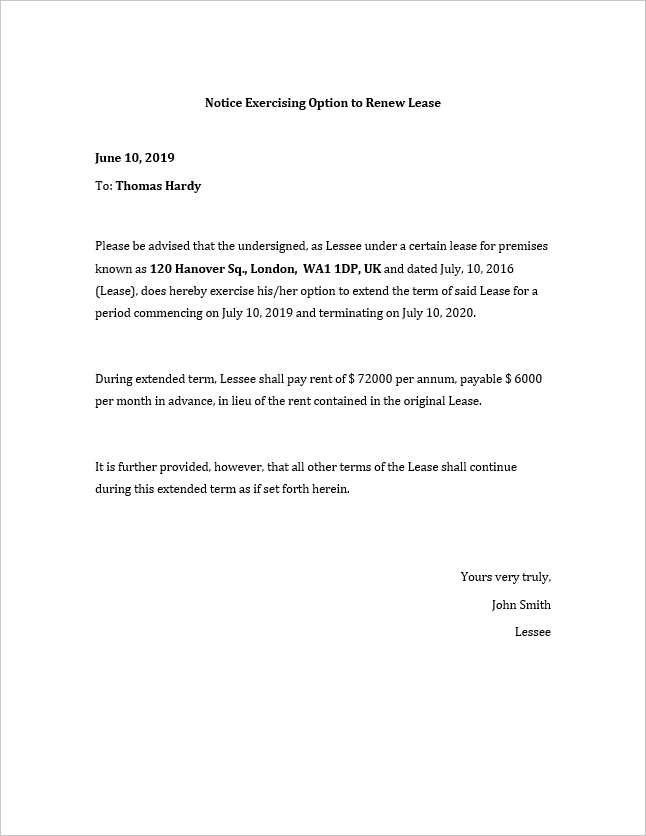 Notice Exercising Option to Renew Lease
June 10, 2019
To: Thomas Hardy
Please be advised that the undersigned, as Lessee under a certain lease for premises
known as 120 Hanover Sq., London,  WA1 1DP, UK and dated July, 10, 2016
(Lease), does hereby exercise his/her option to extend the term of said Lease for a
period commencing on July 10, 2019 and terminating on July 10, 2020.
During extended term, Lessee shall pay rent of $ 72000 per annum, payable $ 6000
per month in advance, in lieu of the rent contained in the original Lease.
It is further provided, however, that all other terms of the Lease shall continue
during this extended term as if set forth herein.
Yours very truly,
John Smith
Lessee